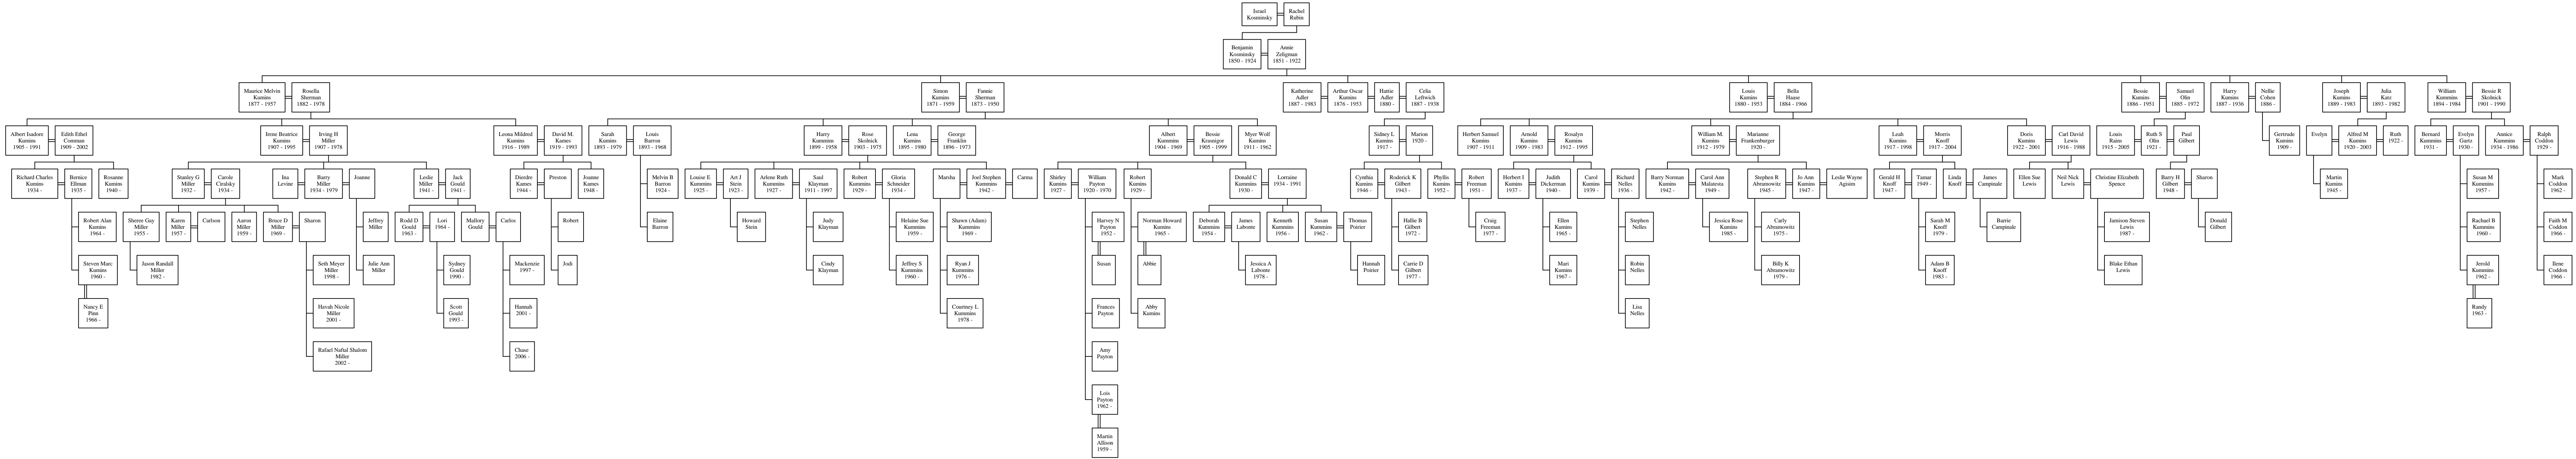 Israel
Kosminsky
Rachel
Rubin
Benjamin
Kosminsky
1850 - 1924
Annie
Zeligman
1851 - 1922
Maurice Melvin
Kumins
1877 - 1957
Rosella
Sherman
1882 - 1978
Simon
Kumins
1871 - 1959
Fannie
Sherman
1873 - 1950
Katherine
Adler
1887 - 1983
Arthur Oscar
Kumins
1876 - 1953
Hattie
Adler
1880 -
Celia
Leftwich
1887 - 1938
Louis
Kumins
1880 - 1953
Bella
Haase
1884 - 1966
Bessie
Kumins
1886 - 1951
Samuel
Olin
1885 - 1972
Harry
Kumins
1887 - 1936
Nellie
Cohen
1886 -
Joseph
Kumins
1889 - 1983
Julia
Katz
1893 - 1982
William
Kummins
1894 - 1984
Bessie R
Skolnick
1901 - 1990
Albert Isadore
Kumins
1905 - 1991
Edith Ethel
Comman
1909 - 2002
Irene Beatrice
Kumins
1907 - 1995
Irving H
Miller
1907 - 1978
Leona Mildred
Kumins
1916 - 1989
David M.
Kames
1919 - 1993
Sarah
Kumins
1893 - 1979
Louis
Barron
1893 - 1968
Harry
Kummins
1899 - 1958
Rose
Skolnick
1903 - 1975
Lena
Kumins
1895 - 1980
George
Franklin
1896 - 1973
Albert
Kummins
1904 - 1969
Bessie
Kennigor
1905 - 1999
Myer Wolf
Kumins
1911 - 1962
Sidney L
Kumins
1917 -
Marion
1920 -
Herbert Samuel
Kumins
1907 - 1911
Arnold
Kumins
1909 - 1983
Rosalyn
Kumins
1912 - 1995
William M.
Kumins
1912 - 1979
Marianne
Frankenburger
1920 -
Leah
Kumins
1917 - 1998
Morris
Knoff
1917 - 2004
Doris
Kumins
1922 - 2001
Carl David
Lewis
1916 - 1988
Louis
Rains
1915 - 2005
Ruth S
Olin
1921 -
Paul
Gilbert
Gertrude
Kumins
1909 -
Evelyn
Alfred M
Kumins
1920 - 2003
Ruth
1922 -
Bernard
Kummins
1931 -
Evelyn
Gurtz
1930 -
Annice
Kummins
1934 - 1986
Ralph
Coddon
1929 -
Richard Charles
Kumins
1934 -
Bernice
Ellman
1935 -
Rosanne
Kumins
1940 -
Stanley G
Miller
1932 -
Carole
Ciralsky
1934 -
Ina
Levine
Barry
Miller
1934 - 1979
Joanne
Leslie
Miller
1941 -
Jack
Gould
1941 -
Dierdre
Kames
1944 -
Preston
Joanne
Kames
1948 -
Melvin B
Barron
1924 -
Louise E
Kummins
1925 -
Art J
Stein
1923 -
Arlene Ruth
Kummins
1927 -
Saul
Klayman
1911 - 1997
Robert
Kummins
1929 -
Gloria
Schneider
1934 -
Marsha
Joel Stephen
Kummins
1942 -
Carma
Shirley
Kumins
1927 -
William
Payton
1920 - 1970
Robert
Kumins
1929 -
Donald C
Kummins
1930 -
Lorraine
1934 - 1991
Cynthia
Kumins
1946 -
Roderick K
Gilbert
1943 -
Phyllis
Kumins
1952 -
Robert
Freeman
1951 -
Herbert I
Kumins
1937 -
Judith
Dickerman
1940 -
Carol
Kumins
1939 -
Richard
Nelles
1936 -
Barry Norman
Kumins
1942 -
Carol Ann
Malatesta
1949 -
Stephen R
Abramowitz
1945 -
Jo Ann
Kumins
1947 -
Leslie Wayne
Agisim
Gerald H
Knoff
1947 -
Tamar
1949 -
Linda
Knoff
James
Campinale
Ellen Sue
Lewis
Neil Nick
Lewis
Christine Elizabeth
Spence
Barry H
Gilbert
1948 -
Sharon
Martin
Kumins
1945 -
Susan M
Kummins
1957 -
Mark
Coddon
1962 -
Robert Alan
Kumins
1964 -
Sheree Gay
Miller
1955 -
Karen
Miller
1957 -
Carlson
Aaron
Miller
1959 -
Bruce D
Miller
1969 -
Sharon
Jeffrey
Miller
Rodd D
Gould
1963 -
Lori
1964 -
Mallory
Gould
Carlos
Robert
Elaine
Barron
Howard
Stein
Judy
Klayman
Helaine Sue
Kummins
1959 -
Shawn (Adam)
Kummins
1969 -
Harvey N
Payton
1952 -
Norman Howard
Kumins
1965 -
Deborah
Kummins
1954 -
James
Labonte
Kenneth
Kummins
1956 -
Susan
Kummins
1962 -
Thomas
Poirier
Hallie B
Gilbert
1972 -
Craig
Freeman
1977 -
Ellen
Kumins
1965 -
Stephen
Nelles
Jessica Rose
Kumins
1985 -
Carly
Abramowitz
1975 -
Sarah M
Knoff
1979 -
Barrie
Campinale
Jamison Steven
Lewis
1987 -
Donald
Gilbert
Rachael B
Kummins
1960 -
Faith M
Coddon
1966 -
Steven Marc
Kumins
1960 -
Jason Randall
Miller
1982 -
Seth Meyer
Miller
1998 -
Julie Ann
Miller
Sydney
Gould
1990 -
Mackenzie
1997 -
Jodi
Cindy
Klayman
Jeffrey S
Kummins
1960 -
Ryan J
Kummins
1976 -
Susan
Abbie
Jessica A
Labonte
1978 -
Hannah
Poirier
Carrie D
Gilbert
1977 -
Mari
Kumins
1967 -
Robin
Nelles
Billy K
Abramowitz
1979 -
Adam B
Knoff
1983 -
Blake Ethan
Lewis
Jerold
Kummins
1962 -
Ilene
Coddon
1966 -
Nancy E
Pinn
1966 -
Havah Nicole
Miller
2001 -
Scott
Gould
1993 -
Hannah
2001 -
Courtney L
Kummins
1978 -
Frances
Payton
Abby
Kumins
Lisa
Nelles
Randy
1963 -
Rafael Naftal Shalom
Miller
2002 -
Chase
2006 -
Amy
Payton
Lois
Payton
1962 -
Martin
Allison
1959 -